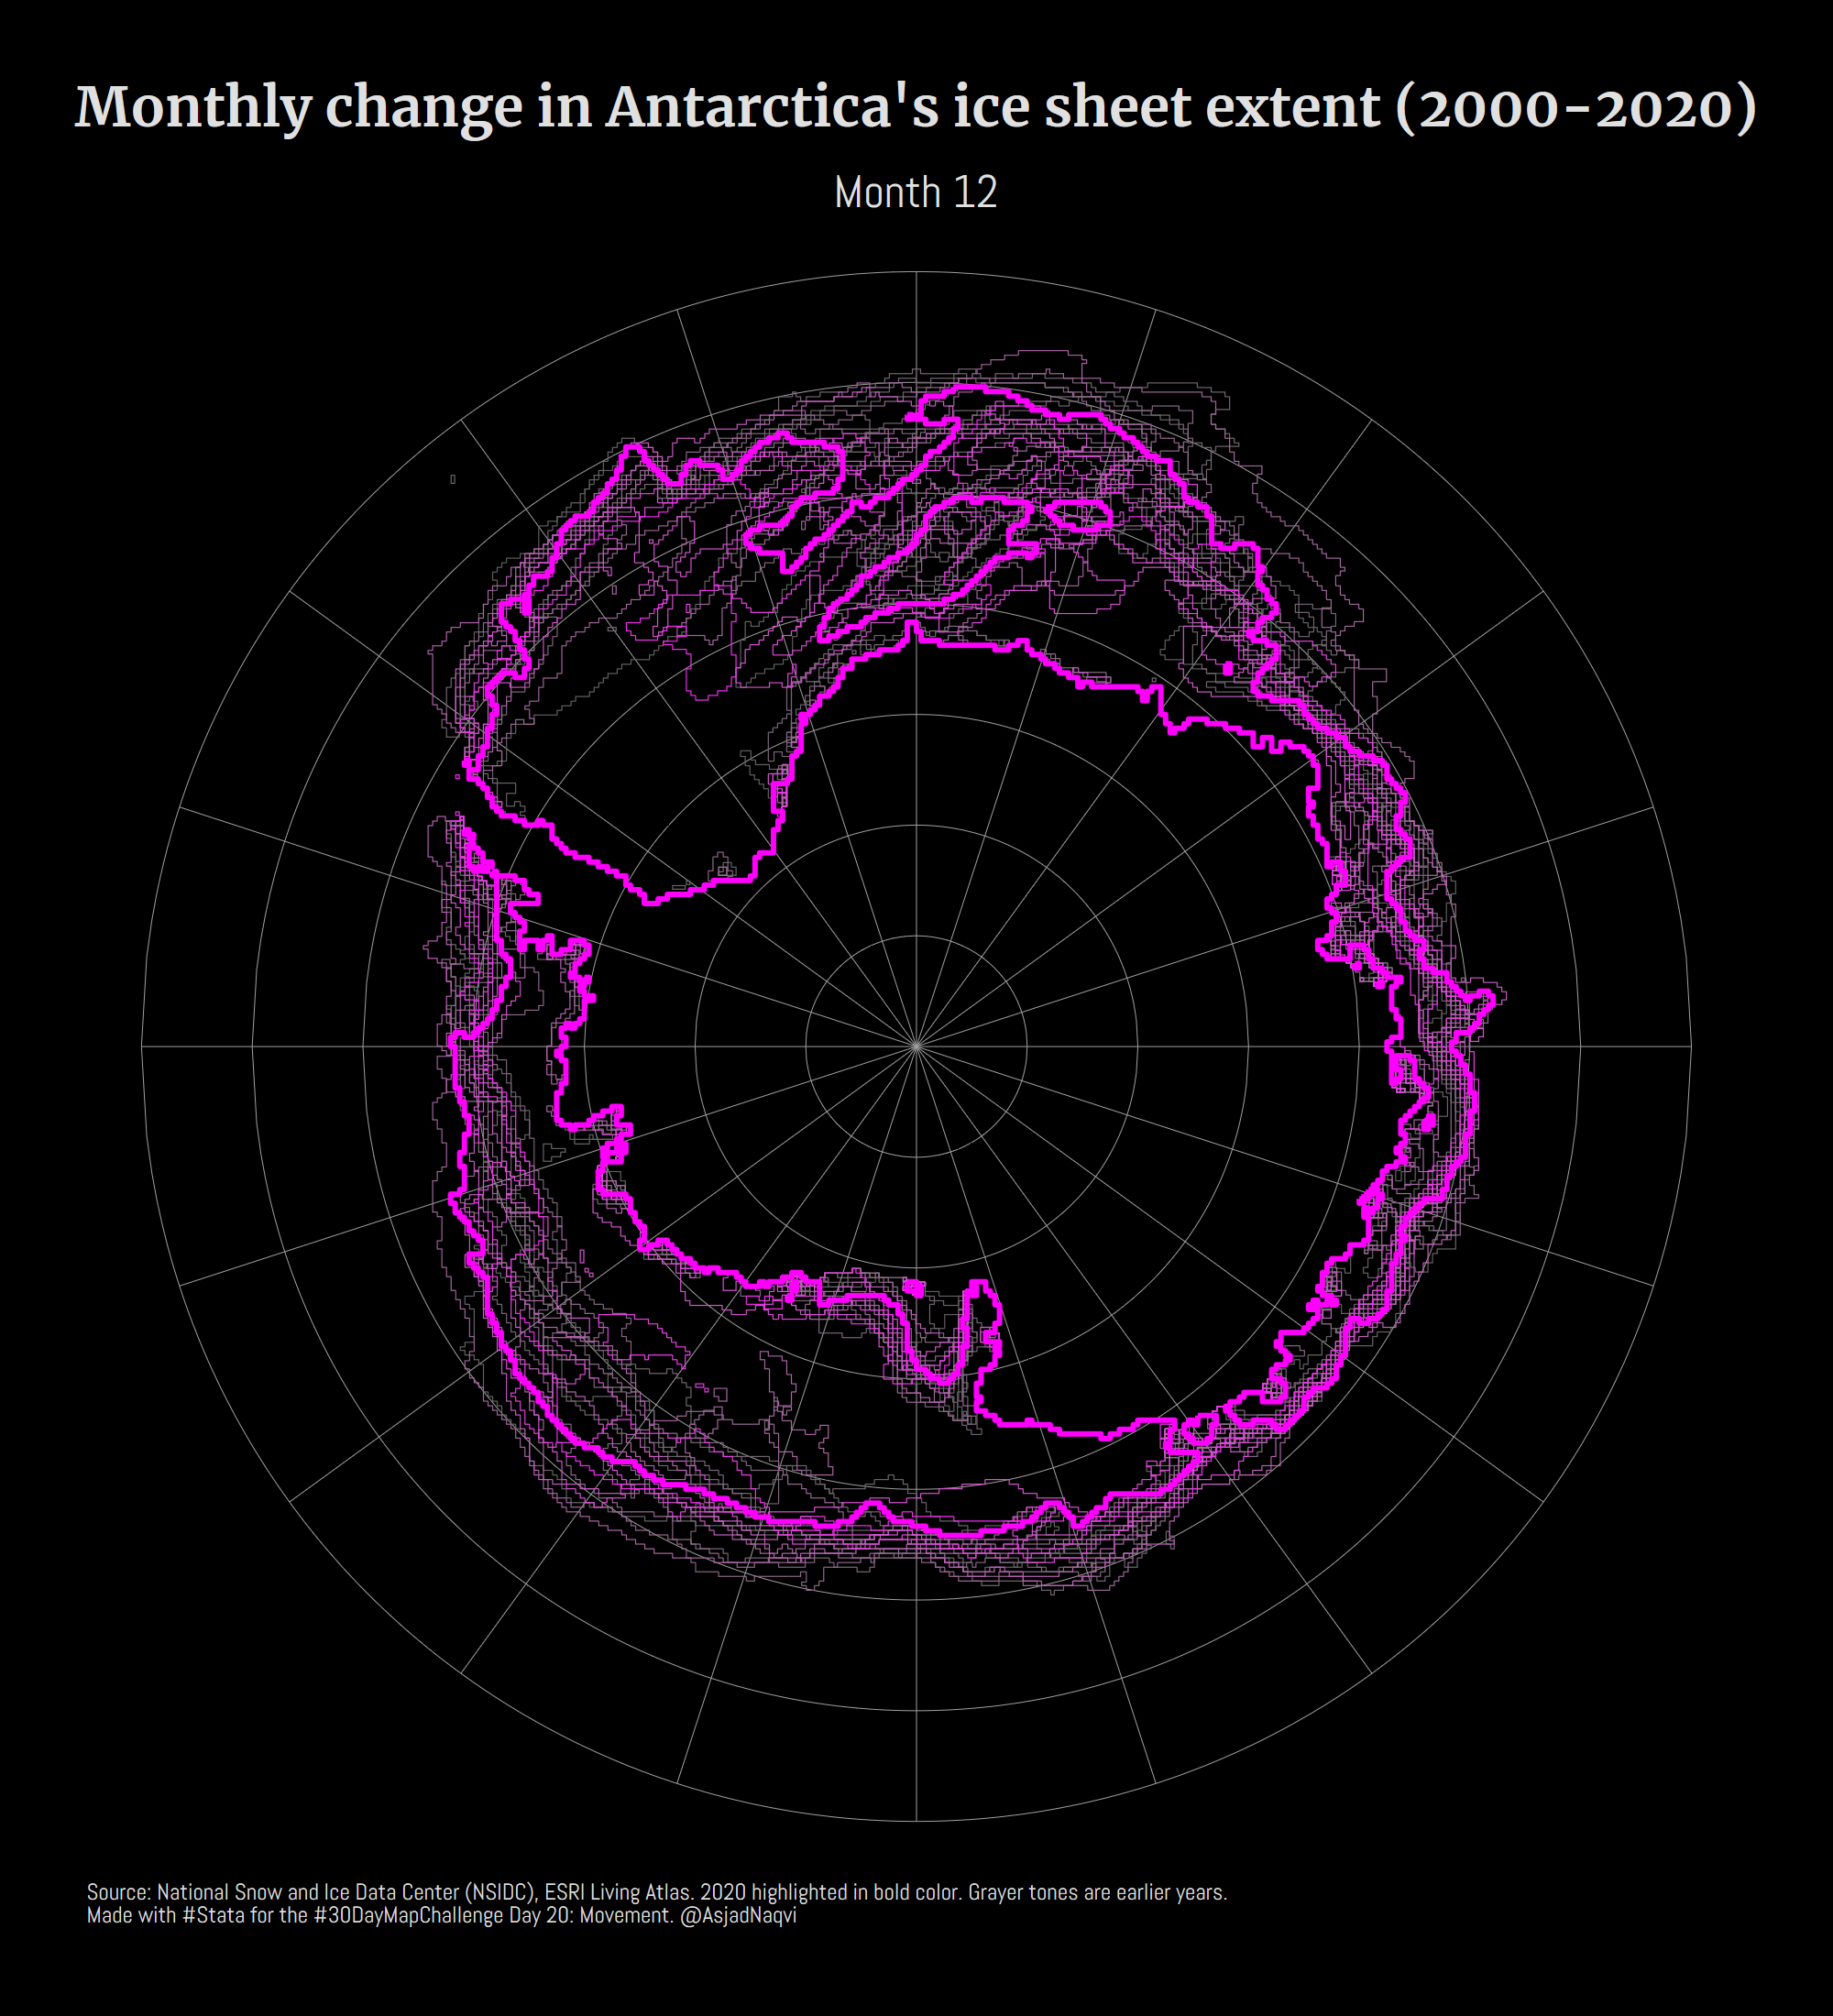 Monthly change in Antarctica's ice sheet extent (2000-2020)
Month 12
Source: National Snow and Ice Data Center (NSIDC), ESRI Living Atlas. 2020 highlighted in bold color. Grayer tones are earlier years.
Made with #Stata for the #30DayMapChallenge Day 20: Movement. @AsjadNaqvi